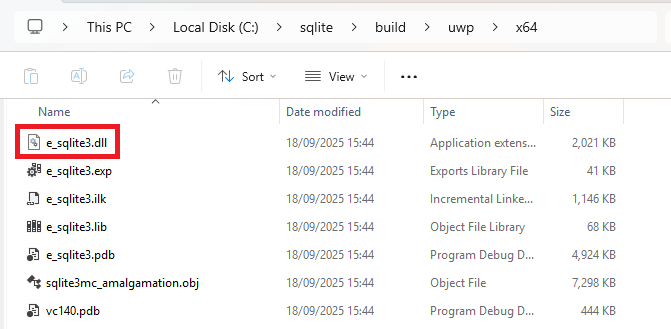 This PC > Local Disk (C:) > sqlite > build > uwp > x64
Sort View ...
Name Date modified Type Size
e_sqlite3.dll 18/09/2025 15:44 Application exten... 2,021 KB
e_sqlite3.exp 18/09/2025 15:44 Exports Library File 41 KB
e_sqlite3.ilk 18/09/2025 15:44 Incremental Linke... 1,146 KB
e_sqlite3.lib 18/09/2025 15:44 Object File Library 68 KB
e_sqlite3.pdb 18/09/2025 15:44 Program Debug D... 4,924 KB
sqlite3mc_amalgamation.obj 18/09/2025 15:44 Object File 7,298 KB
vc140.pdb 18/09/2025 15:44 Program Debug D... 444 KB